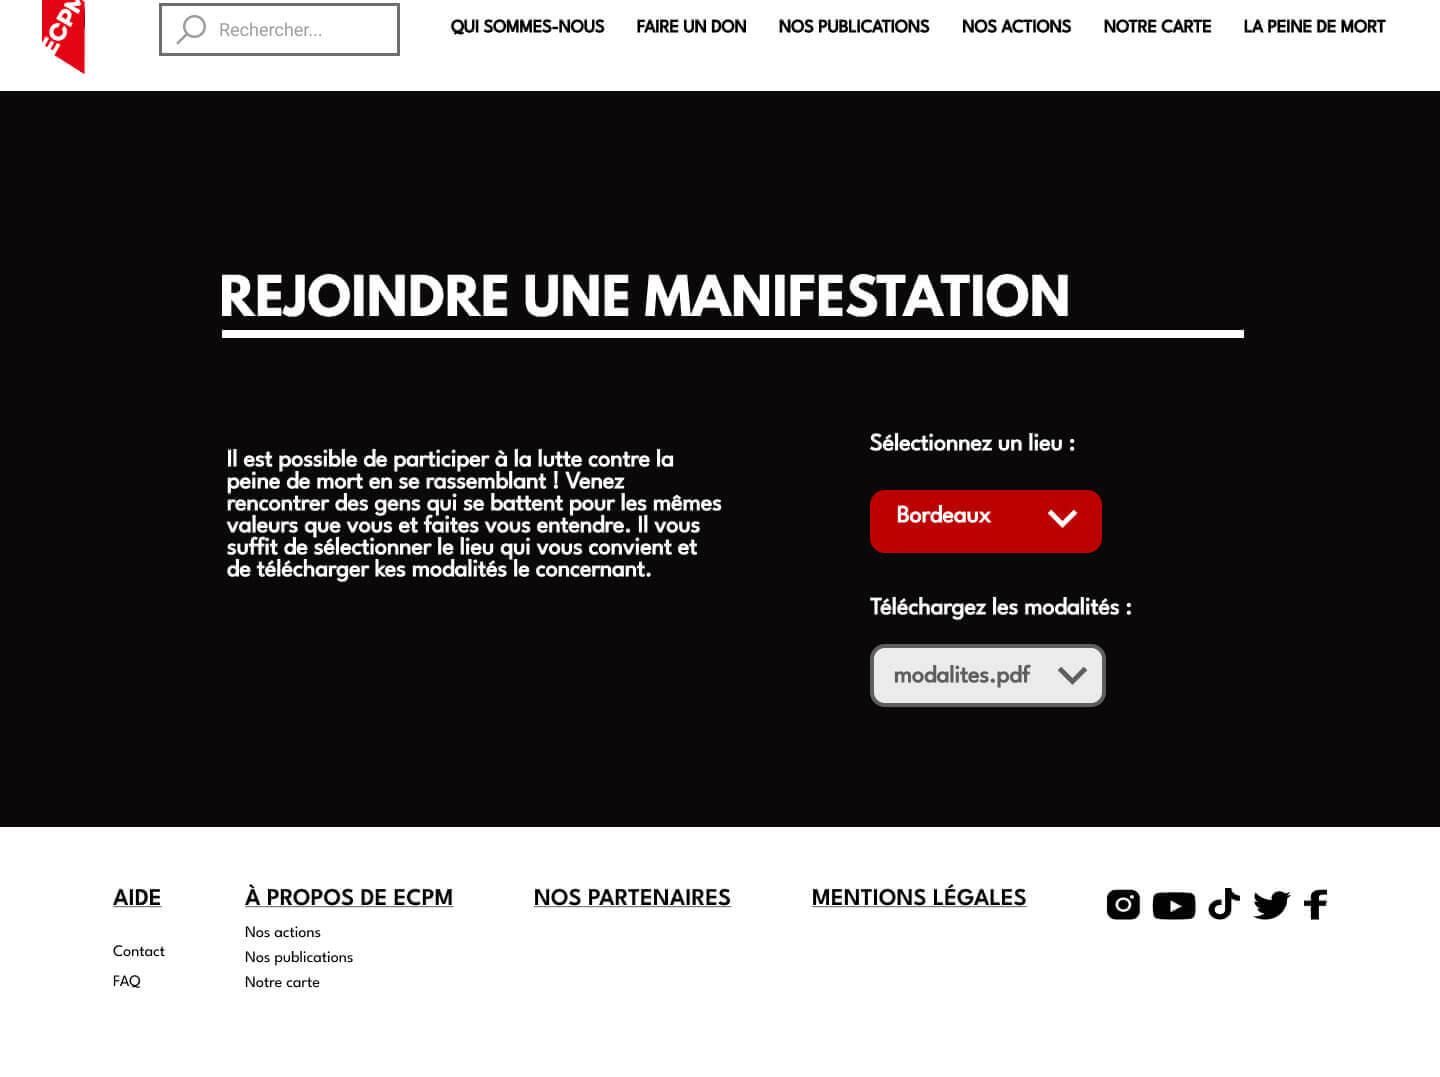 ECPM
Rechercher...
QUI SOMMES-NOUS
FAIRE UN DON
NOS PUBLICATIONS
NOS ACTIONS
NOTRE CARTE
LA PEINE DE MORT
REJOINDRE UNE MANIFESTATION
Il est possible de participer à la lutte contre la
peine de mort en se rassemblant ! Venez
rencontrer des gens qui se battent pour les mêmes
valeurs que vous et faites vous entendre. Il vous
suffit de sélectionner le lieu qui vous convient et
de télécharger kes modalités le concernant.
Sélectionnez un lieu :
Bordeaux
Téléchargez les modalités :
modalites.pdf
AIDE
Contact
FAQ
À PROPOS DE ECPM
Nos actions
Nos publications
Notre carte
NOS PARTENAIRES
MENTIONS LÉGALES